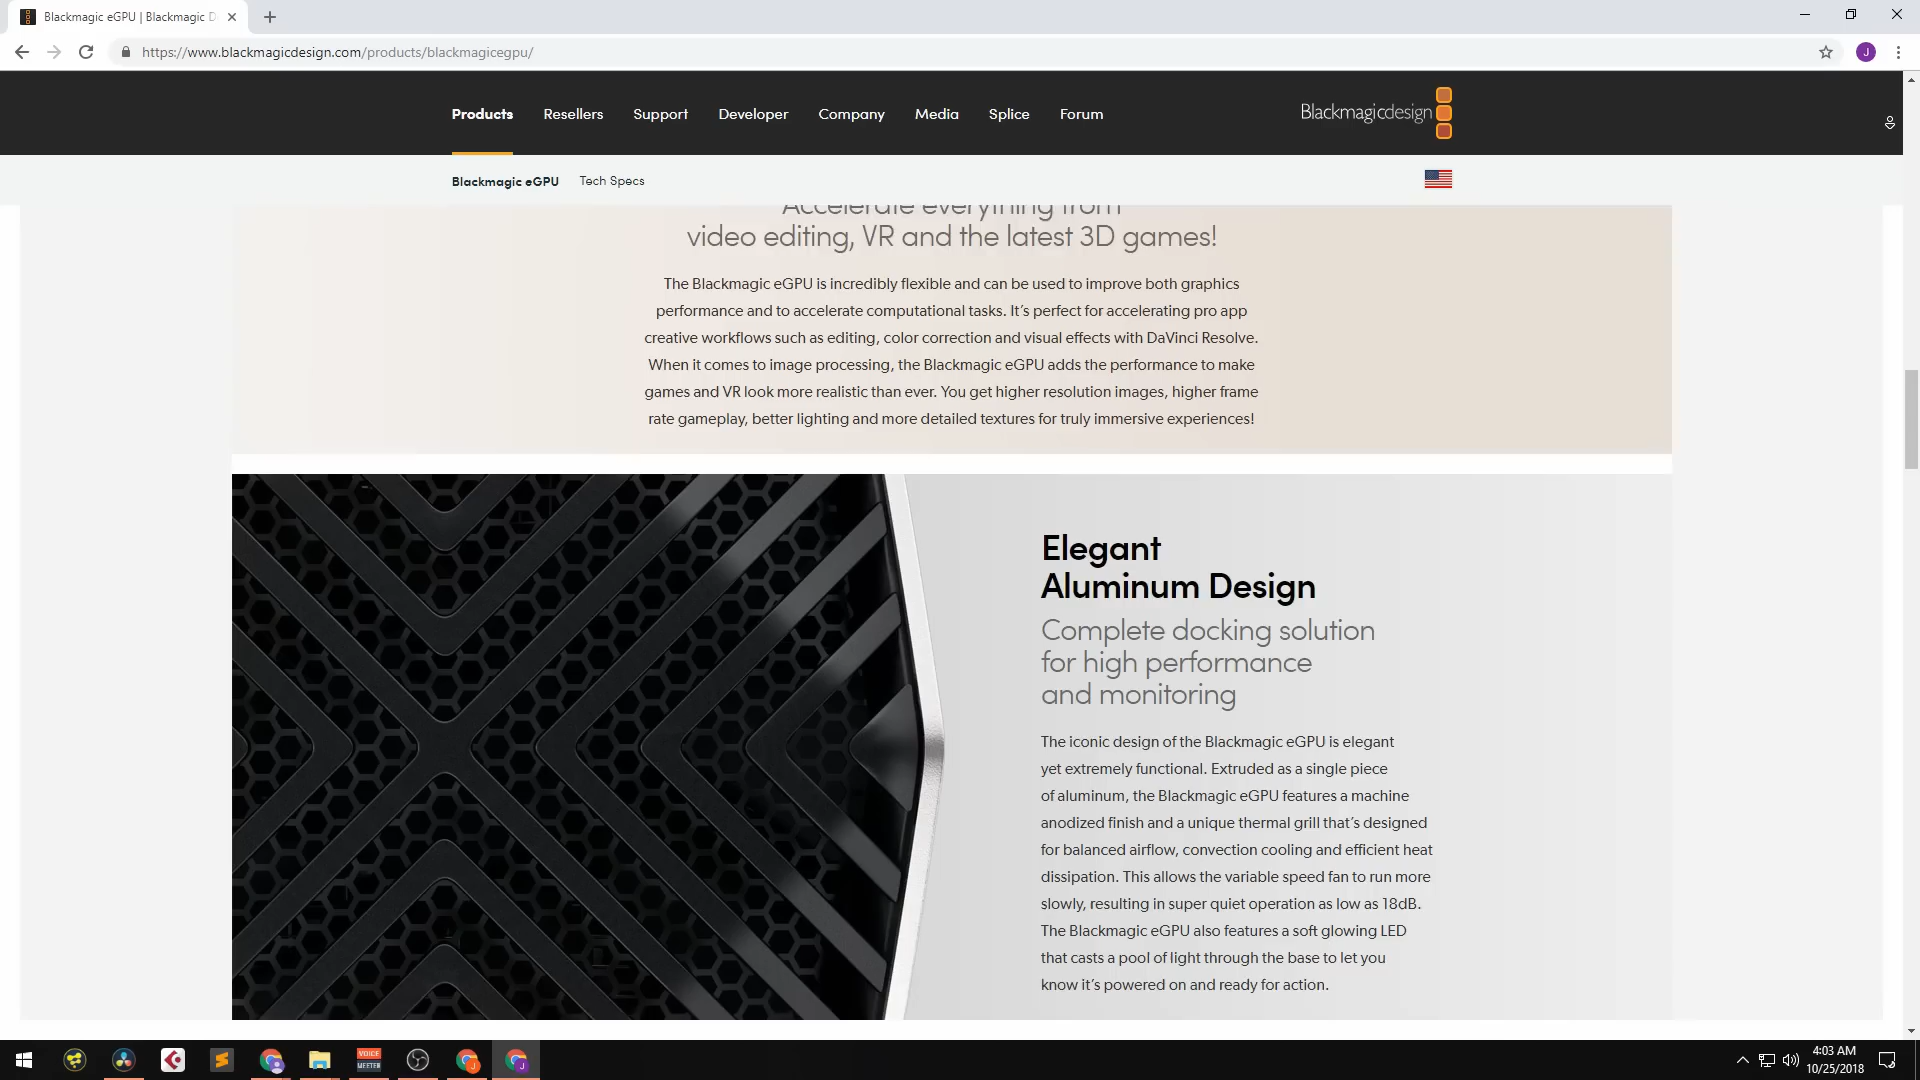 Blackmagic eGPU | Blackmagic D
https://www.blackmagicdesign.com/products/blackmagicegpu/
J
Products
Resellers
Support
Developer
Company
Media
Splice
Forum
Blackmagicdesign
Blackmagic eGPU
Tech Specs
Accelerate everything from
video editing, VR and the latest 3D games!
The Blackmagic eGPU is incredibly flexible and can be used to improve both graphics
performance and to accelerate computational tasks. It’s perfect for accelerating pro app
creative workflows such as editing, color correction and visual effects with DaVinci Resolve.
When it comes to image processing, the Blackmagic eGPU adds the performance to make
games and VR look more realistic than ever. You get higher resolution images, higher frame
rate gameplay, better lighting and more detailed textures for truly immersive experiences!
Elegant
Aluminum Design
Complete docking solution
for high performance
and monitoring
The iconic design of the Blackmagic eGPU is elegant
yet extremely functional. Extruded as a single piece
of aluminum, the Blackmagic eGPU features a machine
anodized finish and a unique thermal grill that’s designed
for balanced airflow, convection cooling and efficient heat
dissipation. This allows the variable speed fan to run more
slowly, resulting in super quiet operation as low as 18dB.
The Blackmagic eGPU also features a soft glowing LED
that casts a pool of light through the base to let you
know it’s powered on and ready for action.
VOICE
MEETER
J
J
4:03 AM
10/25/2018